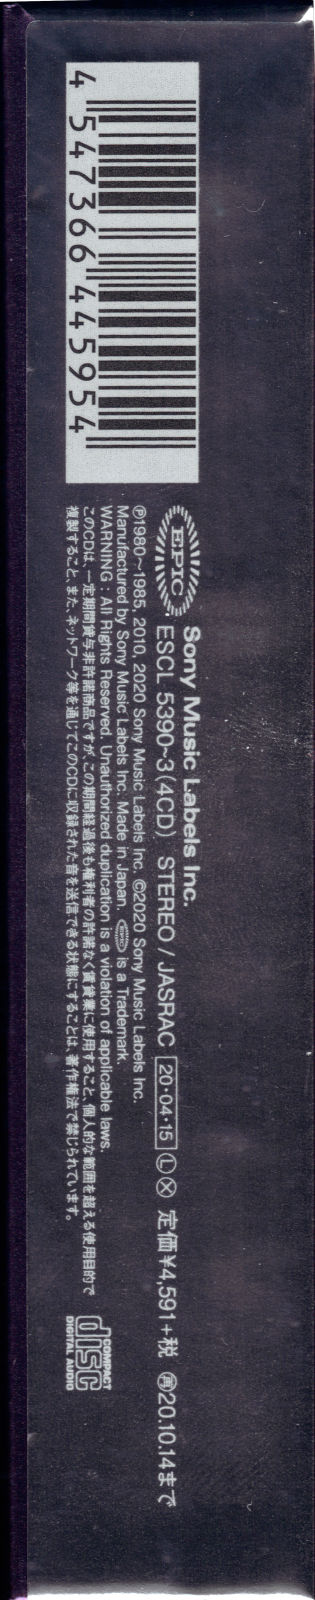 4 547366 445954
EPIC
Sony Music Labels Inc.
ESCL 5390~3(4CD) STEREO / JASRAC 20・04・15 Ⓛ Ⓧ 定価¥4,591+税 ㊞20.10.14まで
Ⓟ1980~1985, 2010, 2020 Sony Music Labels Inc. ©2020 Sony Music Labels Inc.
Manufactured by Sony Music Labels Inc. Made in Japan. EPIC is a Trademark.
WARNING : All Rights Reserved. Unauthorized duplication is a violation of applicable laws.
このCDは、一定期間貸与非許諾商品ですが、この期間経過後も権利者の許諾なく賃貸業に使用すること、個人的な範囲を超える使用目的で
複製すること、また、ネットワーク等を通じてこのCDに収録された音を送信できる状態にすることは、著作権法で禁じられています。
COMPACT
disc
DIGITAL AUDIO